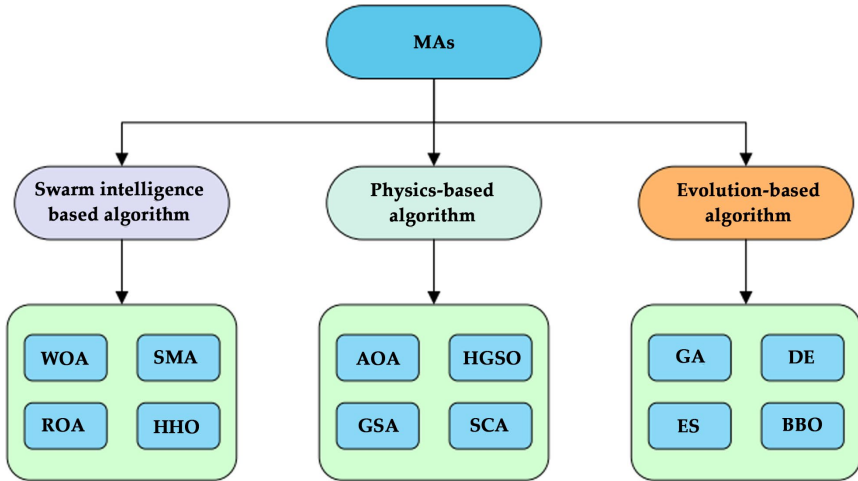 MAs
Swarm intelligence
based algorithm
Physics-based
algorithm
Evolution-based
algorithm
WOA
SMA
ROA
HHO
AOA
HGSO
GSA
SCA
GA
DE
ES
BBO